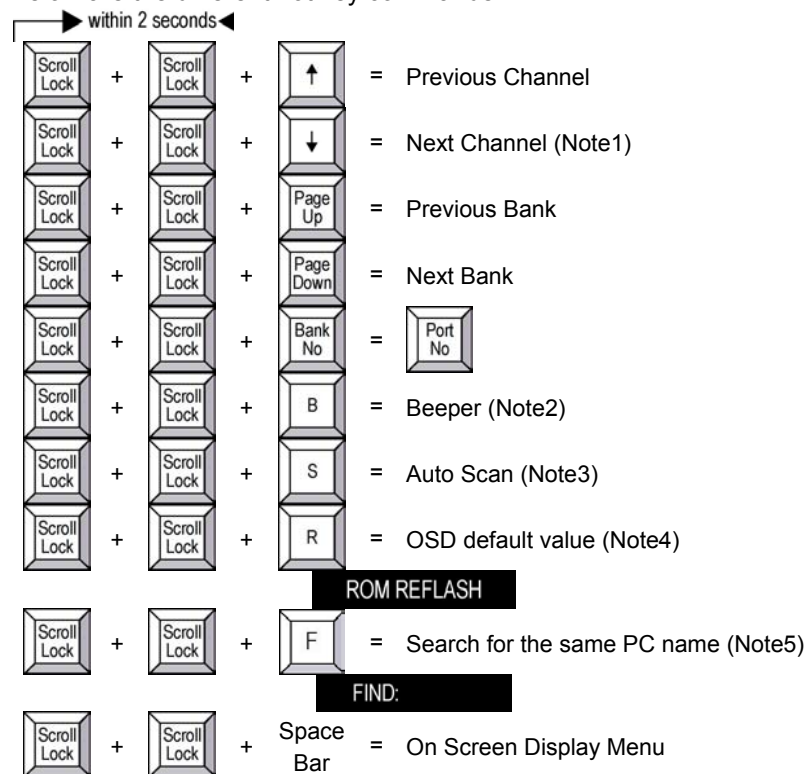 within 2 seconds
Scroll Lock + Scroll Lock + ↑ = Previous Channel
Scroll Lock + Scroll Lock + ↓ = Next Channel (Note1)
Scroll Lock + Scroll Lock + Page Up = Previous Bank
Scroll Lock + Scroll Lock + Page Down = Next Bank
Scroll Lock + Scroll Lock + Bank No = Port No
Scroll Lock + Scroll Lock + B = Beeper (Note2)
Scroll Lock + Scroll Lock + S = Auto Scan (Note3)
Scroll Lock + Scroll Lock + R = OSD default value (Note4)
ROM REFLASH
Scroll Lock + Scroll Lock + F = Search for the same PC name (Note5)
FIND:
Scroll Lock + Scroll Lock + Space Bar = On Screen Display Menu